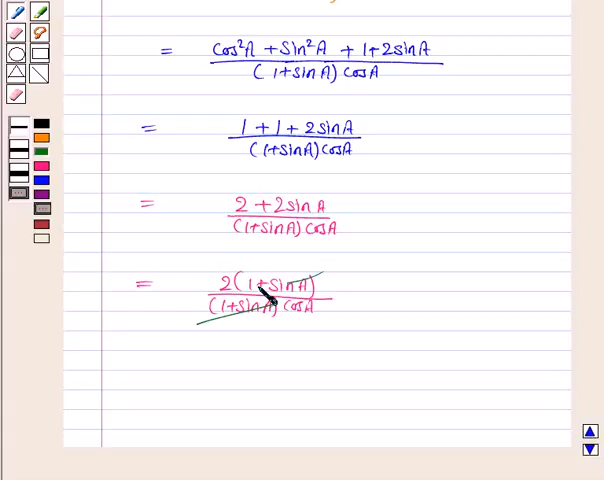 = cos²A + sin²A + 1 + 2sinA / (1+sinA) cosA
= 1 + 1 + 2sinA / (1+sinA) cosA
= 2 + 2sinA / (1+sinA) cosA
= 2(1+sinA) / (1+sinA) cosA